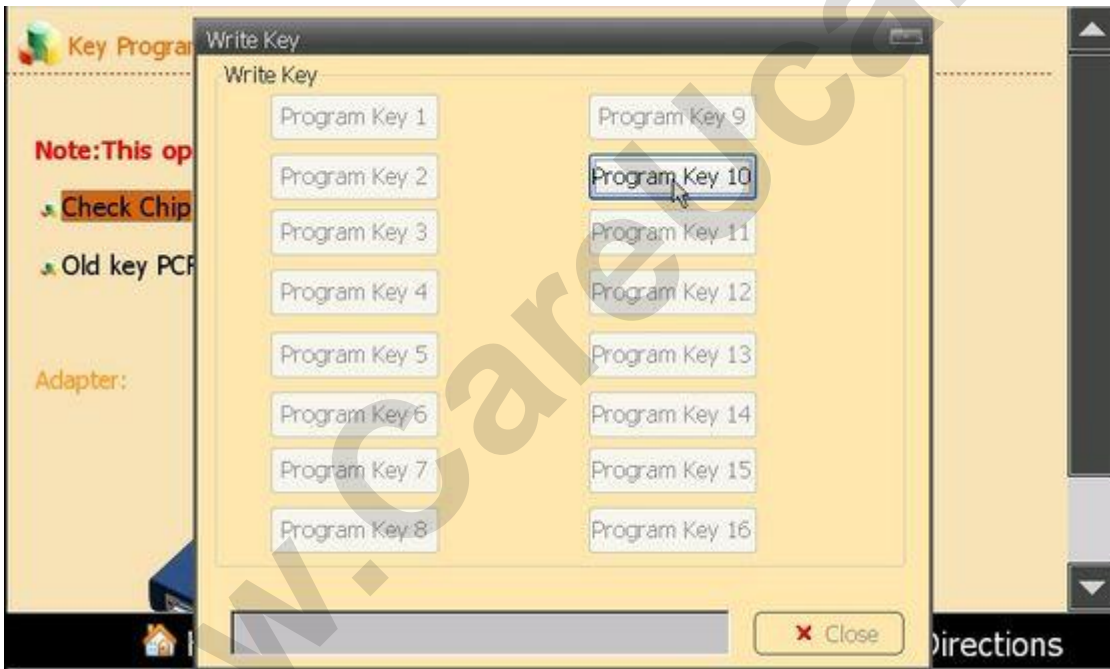 Key Progra
Write Key
Write Key
Program Key 1
Program Key 9
Note:This op
Program Key 2
Program Key 10
Check Chip
Program Key 3
Program Key 11
Old key PCF
Program Key 4
Program Key 12
Program Key 5
Program Key 13
Adapter:
Program Key 6
Program Key 14
Program Key 7
Program Key 15
Program Key 8
Program Key 16
Close
Directions
w.careUca